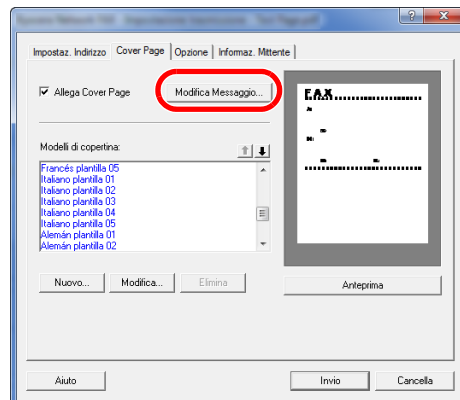 Impostaz. Indirizzo Cover Page Opzione Informaz. Mittente
Allega Cover Page
Modifica Messaggio...
Modelli di copertina:
Francés plantilla 05
Italiano plantilla 01
Italiano plantilla 02
Italiano plantilla 03
Italiano plantilla 04
Italiano plantilla 05
Alemán plantilla 01
Alemán plantilla 02
Nuovo... Modifica... Elimina
FAX
Anteprima
Aiuto Invio Cancella